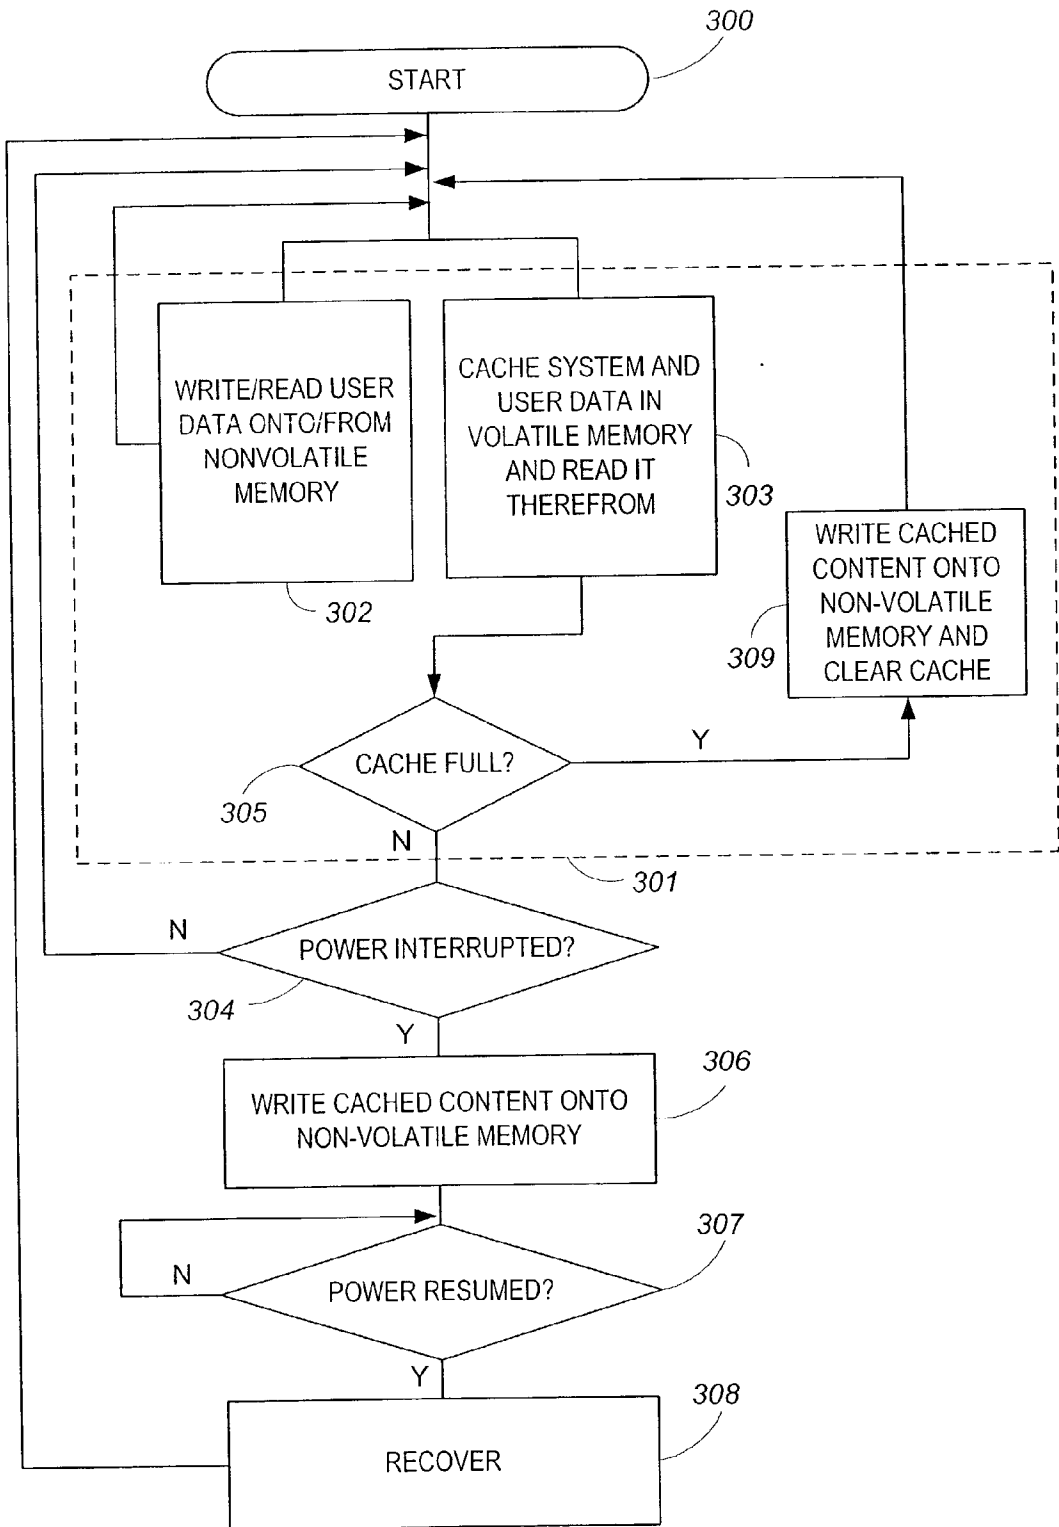 300
START
WRITE/READ USER
DATA ONTO/FROM
NONVOLATILE
MEMORY
302
CACHE SYSTEM AND
USER DATA IN
VOLATILE MEMORY
AND READ IT
THEREFROM
303
WRITE CACHED
CONTENT ONTO
NON-VOLATILE
MEMORY AND
CLEAR CACHE
309
CACHE FULL?
305
Y
N
301
POWER INTERRUPTED?
N
304
Y
306
WRITE CACHED CONTENT ONTO
NON-VOLATILE MEMORY
307
POWER RESUMED?
N
Y
308
RECOVER